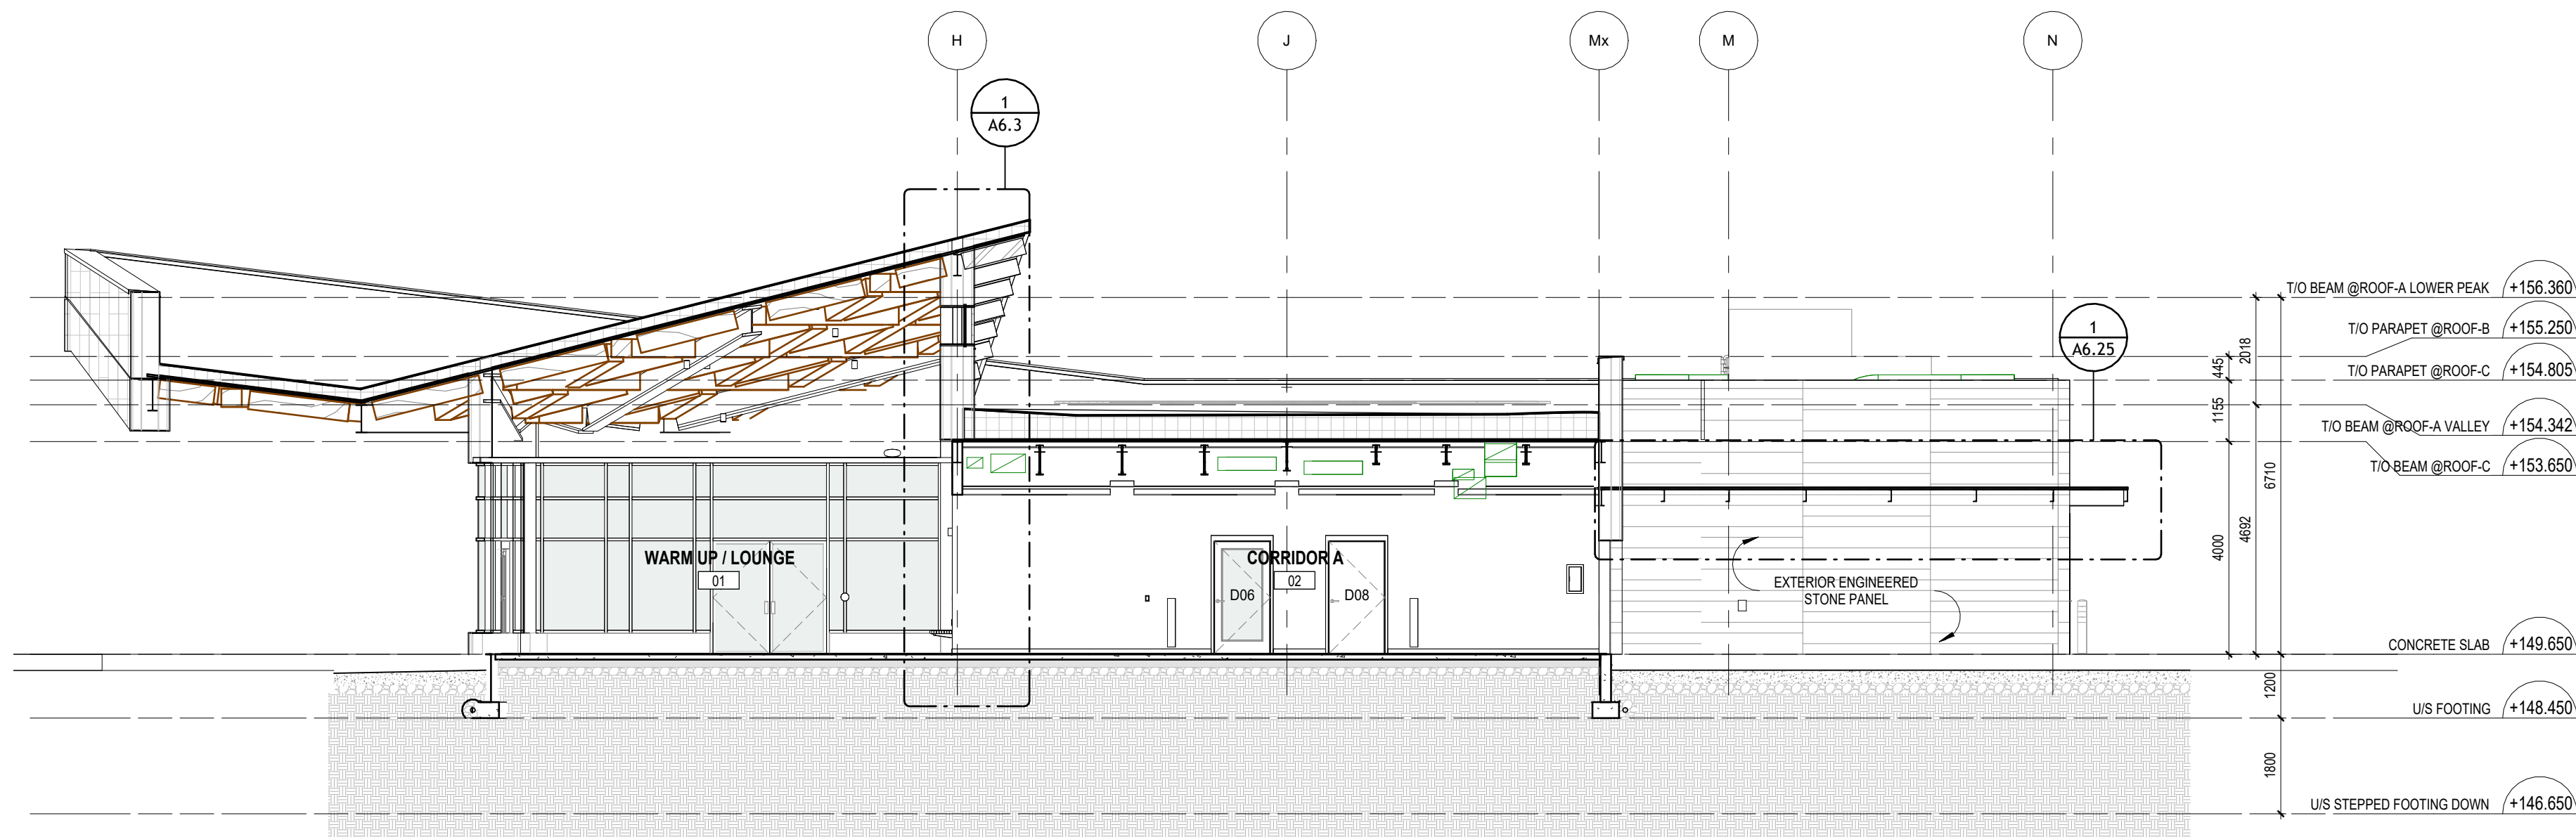 H
J
Mx
M
N
1
A6.3
1
A6.25
T/O BEAM @ROOF-A LOWER PEAK +156.360
T/O PARAPET @ROOF-B +155.250
T/O PARAPET @ROOF-C +154.805
T/O BEAM @ROOF-A VALLEY +154.342
T/O BEAM @ROOF-C +153.650
CONCRETE SLAB +149.650
U/S FOOTING +148.450
U/S STEPPED FOOTING DOWN +146.650
445
2018
1155
6710
4692
4000
1200
1800
WARM UP / LOUNGE
01
CORRIDOR A
02
D06
D08
EXTERIOR ENGINEERED
STONE PANEL